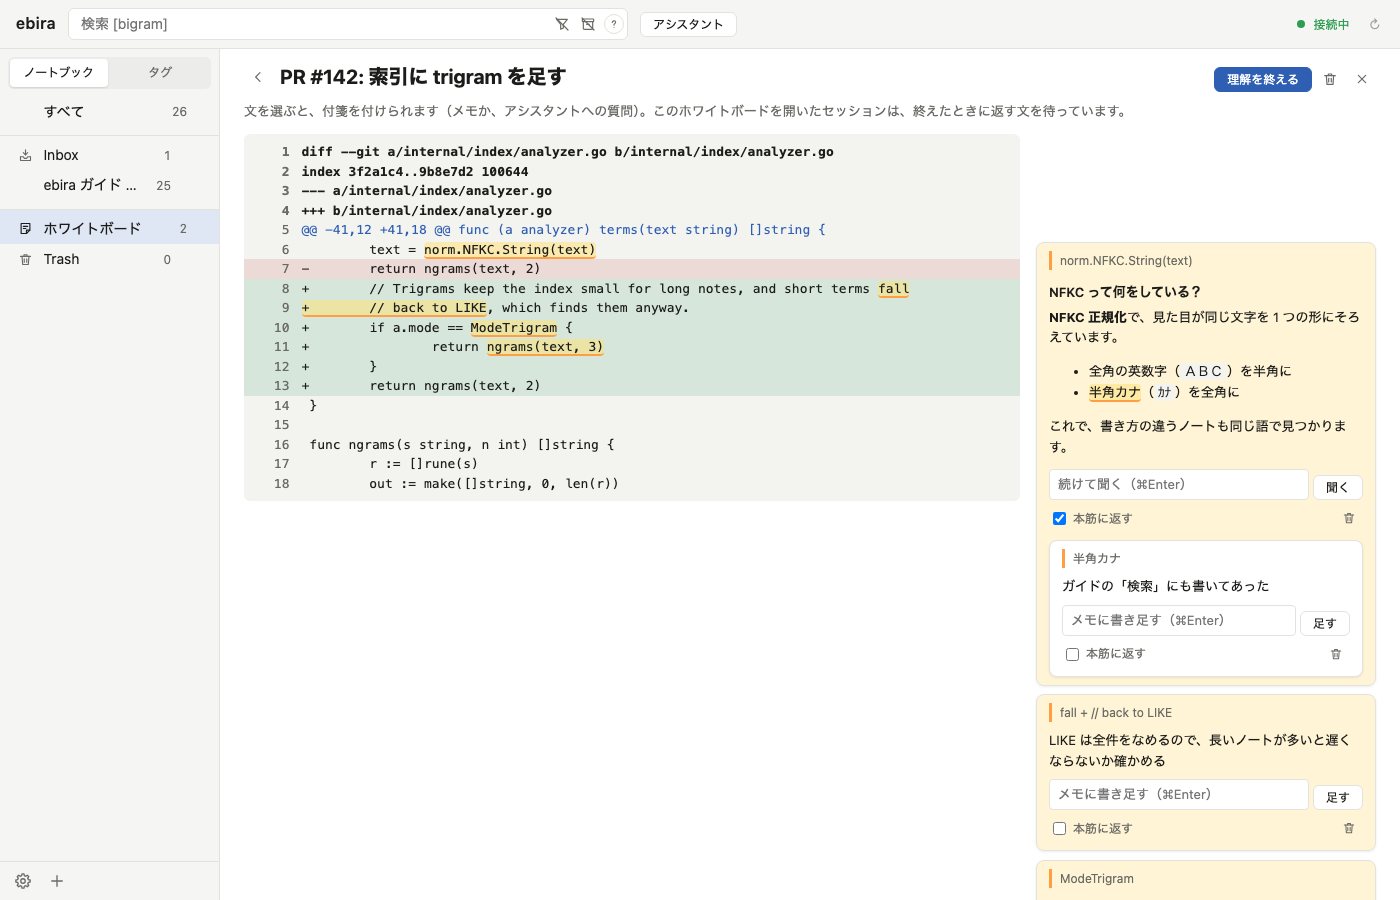 ebira
検索 [bigram]
?
アシスタント
接続中
ノートブック
タグ
すべて 26
Inbox 1
ebira ガイド ... 25
ホワイトボード 2
Trash 0
PR #142: 索引に trigram を足す
理解を終える
文を選ぶと、付箋を付けられます（メモか、アシスタントへの質問）。このホワイトボードを開いたセッションは、終えたときに返す文を待っています。
1 diff --git a/internal/index/analyzer.go b/internal/index/analyzer.go
2 index 3f2a1c4..9b8e7d2 100644
3 --- a/internal/index/analyzer.go
4 +++ b/internal/index/analyzer.go
5 @@ -41,12 +41,18 @@ func (a analyzer) terms(text string) []string {
6 text = norm.NFKC.String(text)
7 - return ngrams(text, 2)
8 + // Trigrams keep the index small for long notes, and short terms fall
9 + // back to LIKE, which finds them anyway.
10 + if a.mode == ModeTrigram {
11 + return ngrams(text, 3)
12 + }
13 + return ngrams(text, 2)
14 }
15
16 func ngrams(s string, n int) []string {
17 r := []rune(s)
18 out := make([]string, 0, len(r))
norm.NFKC.String(text)
NFKC って何をしている？
NFKC 正規化で、見た目が同じ文字を 1 つの形にそろ
えています。
• 全角の英数字（ＡＢＣ）を半角に
• 半角カナ（ｶﾅ）を全角に
これで、書き方の違うノートも同じ語で見つかりま
す。
続けて聞く（⌘Enter）
聞く
本筋に返す
半角カナ
ガイドの「検索」にも書いてあった
メモに書き足す（⌘Enter）
足す
本筋に返す
fall + // back to LIKE
LIKE は全件をなめるので、長いノートが多いと遅く
ならないか確かめる
メモに書き足す（⌘Enter）
足す
本筋に返す
ModeTrigram